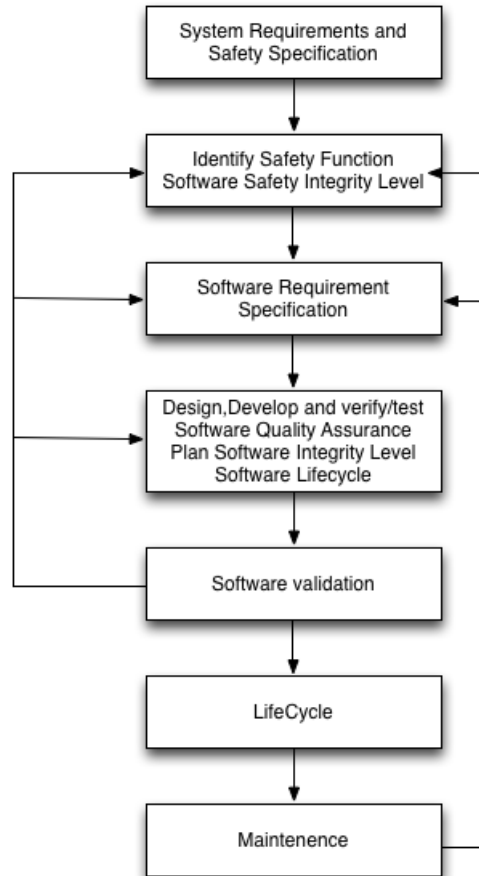 System Requirements and
Safety Specification
Identify Safety Function
Software Safety Integrity Level
Software Requirement
Specification
Design,Develop and verify/test
Software Quality Assurance
Plan Software Integrity Level
Software Lifecycle
Software validation
LifeCycle
Maintenence